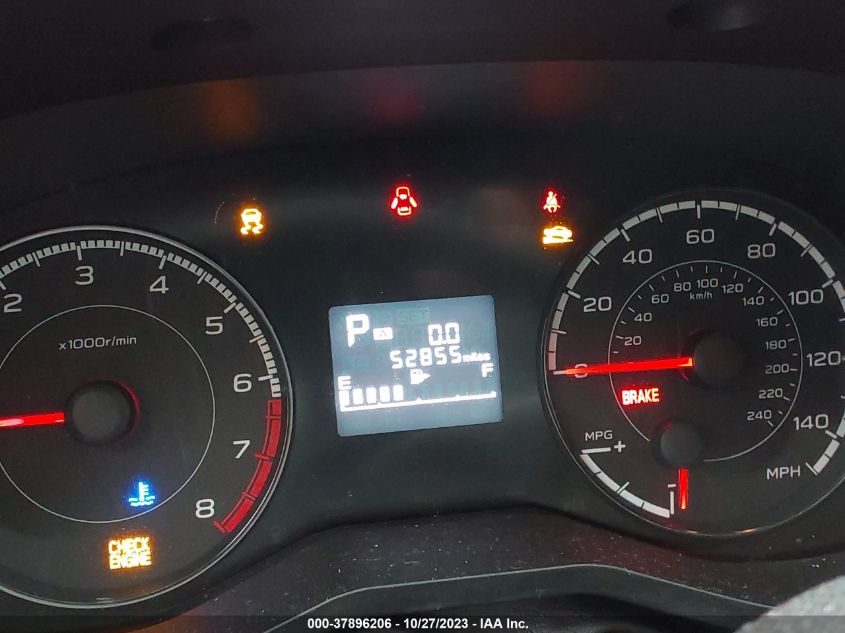 2 3 4 5 6 7 8
x1000r/min
CHECK
ENGINE
P A 0.0
52855 miles
E F
0 20 40 60 80 100 120 140
20 40 60 80 100 120 140 160 180 200 220 240
km/h
BRAKE
MPG + -
MPH
000-37896206 - 10/27/2023 - IAA Inc.